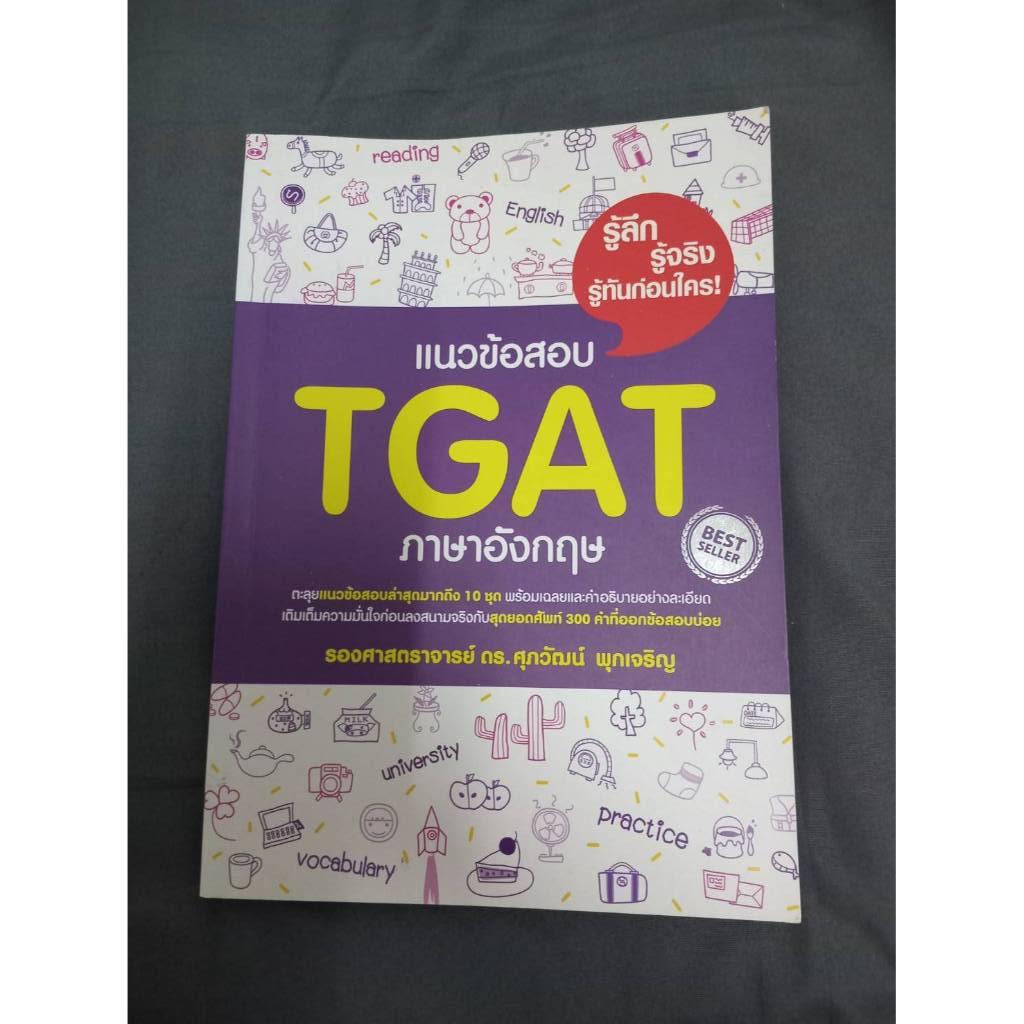 reading
English
รู้ลึก
รู้จริง
รู้ทันก่อนใคร!
แนวข้อสอบ
TGAT
ภาษาอังกฤษ
BEST
SELLER
ตะลุยแนวข้อสอบล่าสุดมากถึง 10 ชุด พร้อมเฉลยและคำอธิบายอย่างละเอียด
เติมเต็มความมั่นใจก่อนลงสนามจริงกับสุดยอดศัพท์ 300 คำที่ออกข้อสอบบ่อย
รองศาสตราจารย์ ดร. ศุภวัฒน์ พุกเจริญ
MILK
DATE
university
practice
vocabulary